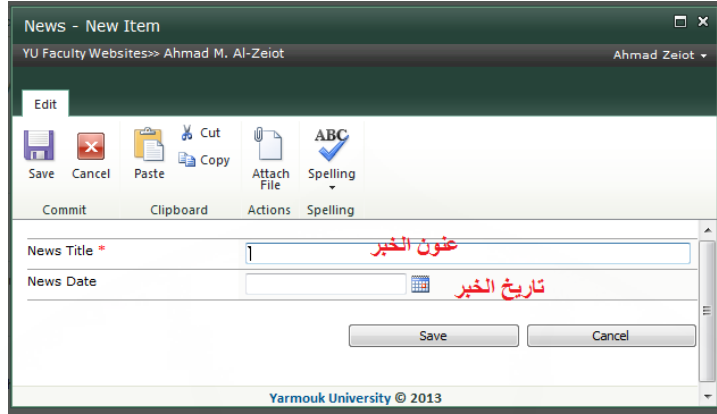 News - New Item
YU Faculty Websites>> Ahmad M. Al-Zeiot
Ahmad Zeiot
Edit
Save
Cancel
Paste
Cut
Copy
Attach File
ABC
Spelling
Commit
Clipboard
Actions
Spelling
News Title *
عنون الخبر
News Date
تاريخ الخبر
Save
Cancel
Yarmouk University © 2013